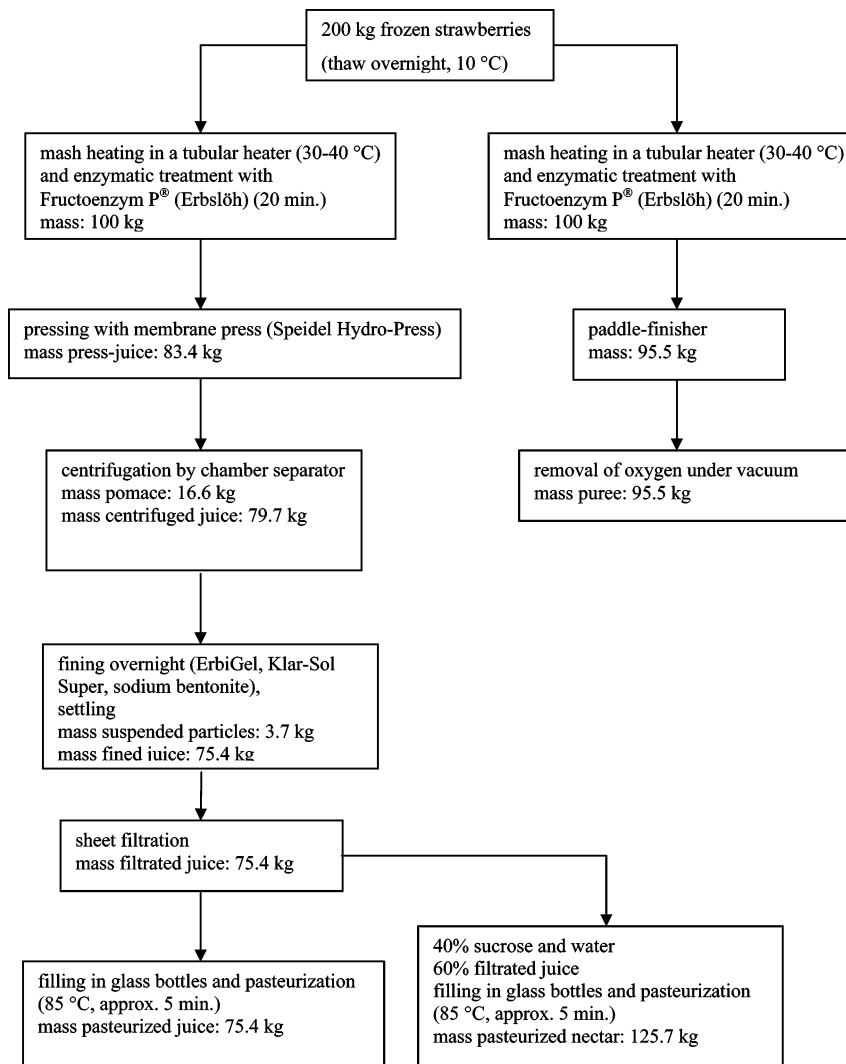 200 kg frozen strawberries
(thaw overnight, 10 °C)
mash heating in a tubular heater (30-40 °C)
and enzymatic treatment with
Fructoenzym P® (Erbslöh) (20 min.)
mass: 100 kg
mash heating in a tubular heater (30-40 °C)
and enzymatic treatment with
Fructoenzym P® (Erbslöh) (20 min.)
mass: 100 kg
pressing with membrane press (Speidel Hydro-Press)
mass press-juice: 83.4 kg
paddle-finisher
mass: 95.5 kg
centrifugation by chamber separator
mass pomace: 16.6 kg
mass centrifuged juice: 79.7 kg
removal of oxygen under vacuum
mass puree: 95.5 kg
fining overnight (ErbiGel, Klar-Sol
Super, sodium bentonite),
settling
mass suspended particles: 3.7 kg
mass fined juice: 75.4 kg
sheet filtration
mass filtrated juice: 75.4 kg
filling in glass bottles and pasteurization
(85 °C, approx. 5 min.)
mass pasteurized juice: 75.4 kg
40% sucrose and water
60% filtrated juice
filling in glass bottles and pasteurization
(85 °C, approx. 5 min.)
mass pasteurized nectar: 125.7 kg